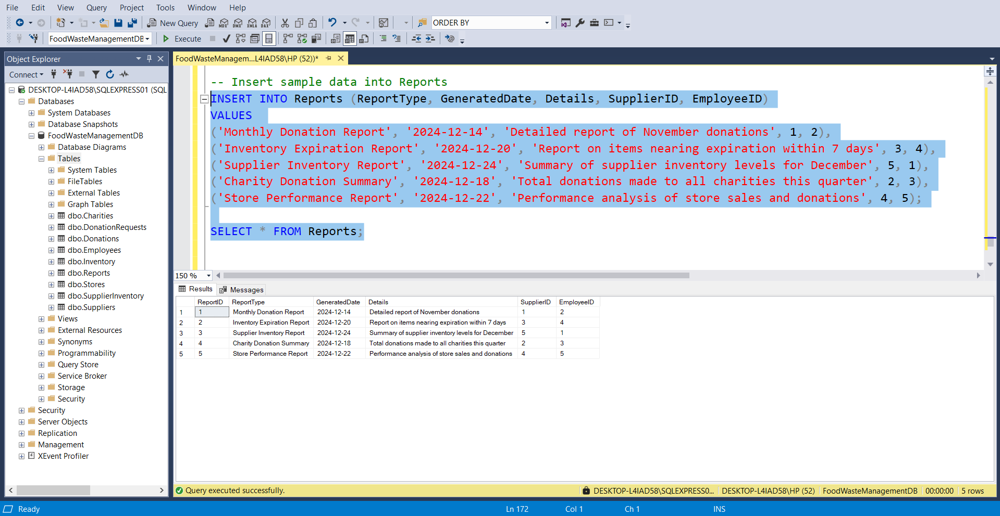 File Edit View Query Project Tools Window Help
New Query MDX DMX XMLA DAX ORDER BY
FoodWasteManagementDB Execute
Object Explorer
Connect
DESKTOP-L4IAD58\SQLEXPRESS01 (SQL
Databases
System Databases
Database Snapshots
FoodWasteManagementDB
Database Diagrams
Tables
System Tables
FileTables
External Tables
Graph Tables
dbo.Charities
dbo.DonationRequests
dbo.Donations
dbo.Employees
dbo.Inventory
dbo.Reports
dbo.Stores
dbo.SupplierInventory
dbo.Suppliers
Views
External Resources
Synonyms
Programmability
Query Store
Service Broker
Storage
Security
Security
Server Objects
Replication
Management
XEvent Profiler
FoodWasteManagem...L4IAD58\HP (52))*
-- Insert sample data into Reports
INSERT INTO Reports (ReportType, GeneratedDate, Details, SupplierID, EmployeeID)
VALUES
('Monthly Donation Report', '2024-12-14', 'Detailed report of November donations', 1, 2),
('Inventory Expiration Report', '2024-12-20', 'Report on items nearing expiration within 7 days', 3, 4),
('Supplier Inventory Report', '2024-12-24', 'Summary of supplier inventory levels for December', 5, 1),
('Charity Donation Summary', '2024-12-18', 'Total donations made to all charities this quarter', 2, 3),
('Store Performance Report', '2024-12-22', 'Performance analysis of store sales and donations', 4, 5);
SELECT * FROM Reports;
150 %
Results Messages
ReportID ReportType GeneratedDate Details SupplierID EmployeeID
1 1 Monthly Donation Report 2024-12-14 Detailed report of November donations 1 2
2 2 Inventory Expiration Report 2024-12-20 Report on items nearing expiration within 7 days 3 4
3 3 Supplier Inventory Report 2024-12-24 Summary of supplier inventory levels for December 5 1
4 4 Charity Donation Summary 2024-12-18 Total donations made to all charities this quarter 2 3
5 5 Store Performance Report 2024-12-22 Performance analysis of store sales and donations 4 5
Query executed successfully. DESKTOP-L4IAD58\SQLEXPRESS0... DESKTOP-L4IAD58\HP (52) FoodWasteManagementDB 00:00:00 5 rows
Ready Ln 172 Col 1 Ch 1 INS